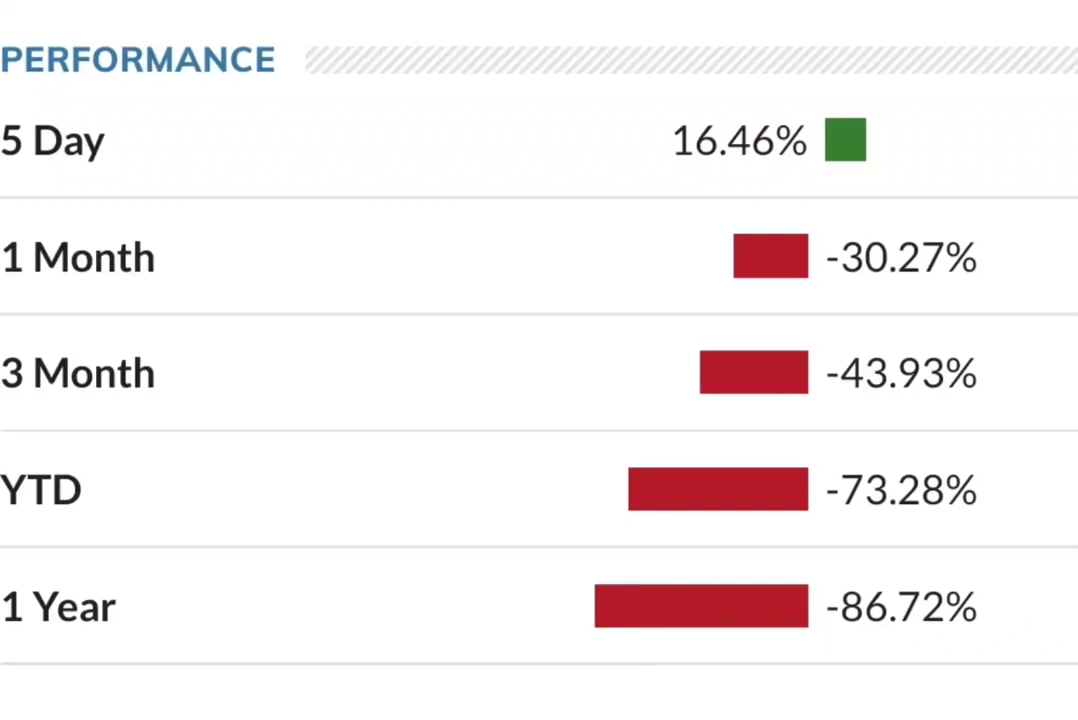 PERFORMANCE
5 Day 16.46%
1 Month -30.27%
3 Month -43.93%
YTD -73.28%
1 Year -86.72%